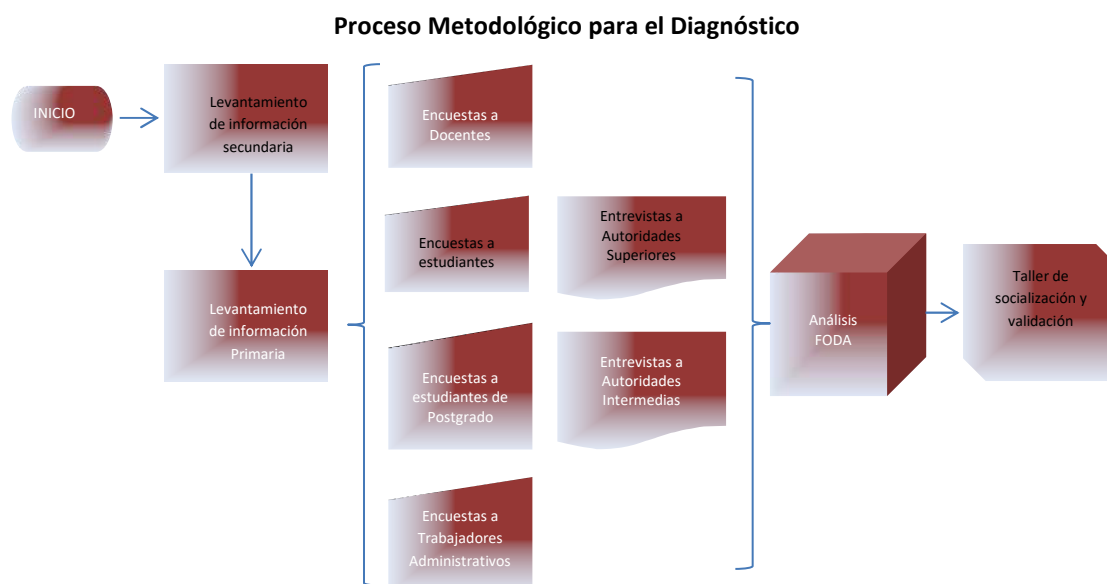 Proceso Metodológico para el Diagnóstico
INICIO
Levantamiento
de información
secundaria
Levantamiento
de información
Primaria
Encuestas a
Docentes
Encuestas a
estudiantes
Encuestas a
estudiantes de
Postgrado
Encuestas a
Trabajadores
Administrativos
Entrevistas a
Autoridades
Superiores
Entrevistas a
Autoridades
Intermedias
Análisis
FODA
Taller de
socialización y
validación